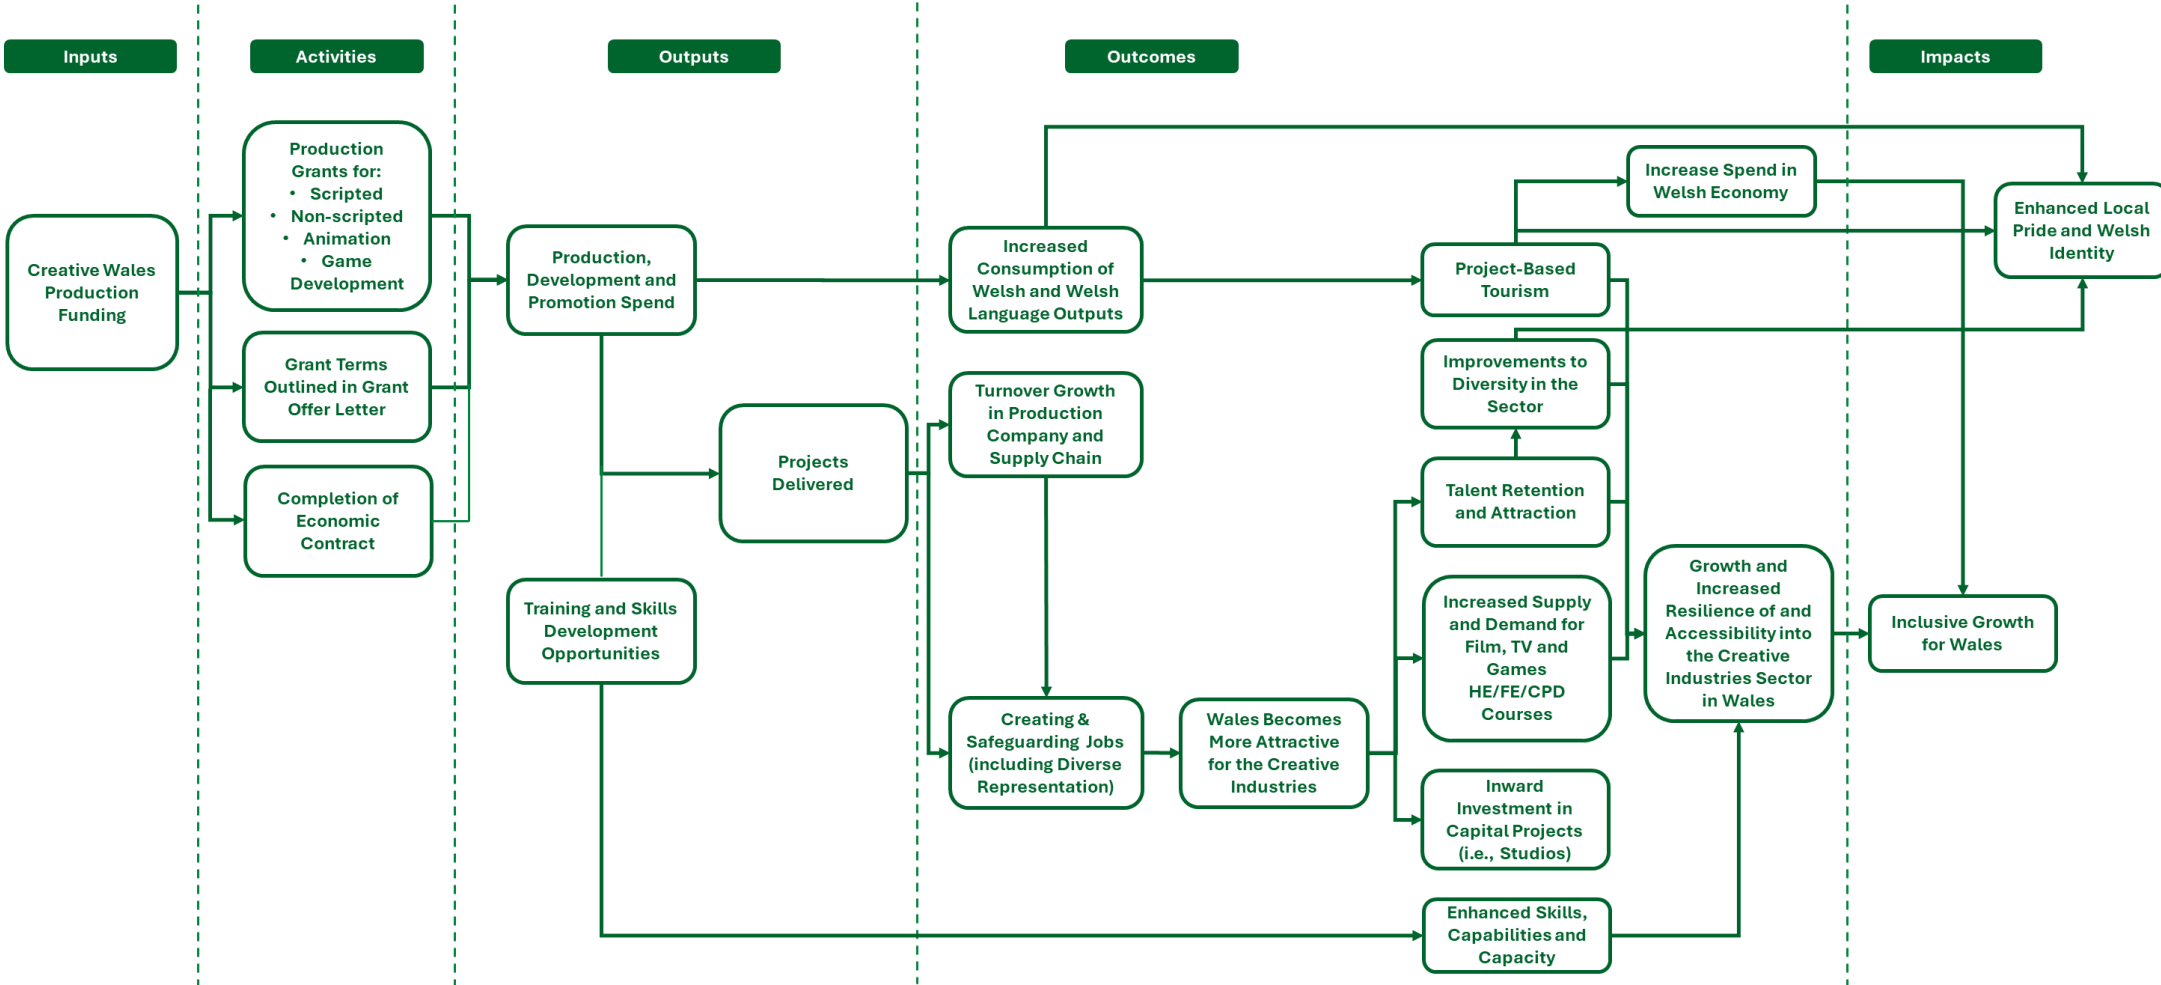 Inputs
Activities
Outputs
Outcomes
Impacts
Creative Wales
Production
Funding
Production
Grants for:
• Scripted
• Non-scripted
• Animation
• Game
Development
Grant Terms
Outlined in Grant
Offer Letter
Completion of
Economic
Contract
Production,
Development and
Promotion Spend
Projects
Delivered
Training and Skills
Development
Opportunities
Increased
Consumption of
Welsh and Welsh
Language Outputs
Turnover Growth
in Production
Company and
Supply Chain
Creating &
Safeguarding Jobs
(including Diverse
Representation)
Wales Becomes
More Attractive
for the Creative
Industries
Increase Spend in
Welsh Economy
Project-Based
Tourism
Improvements to
Diversity in the
Sector
Talent Retention
and Attraction
Increased Supply
and Demand for
Film, TV and
Games
HE/FE/CPD
Courses
Inward
Investment in
Capital Projects
(i.e., Studios)
Enhanced Skills,
Capabilities and
Capacity
Growth and
Increased
Resilience of and
Accessibility into
the Creative
Industries Sector
in Wales
Enhanced Local
Pride and Welsh
Identity
Inclusive Growth
for Wales